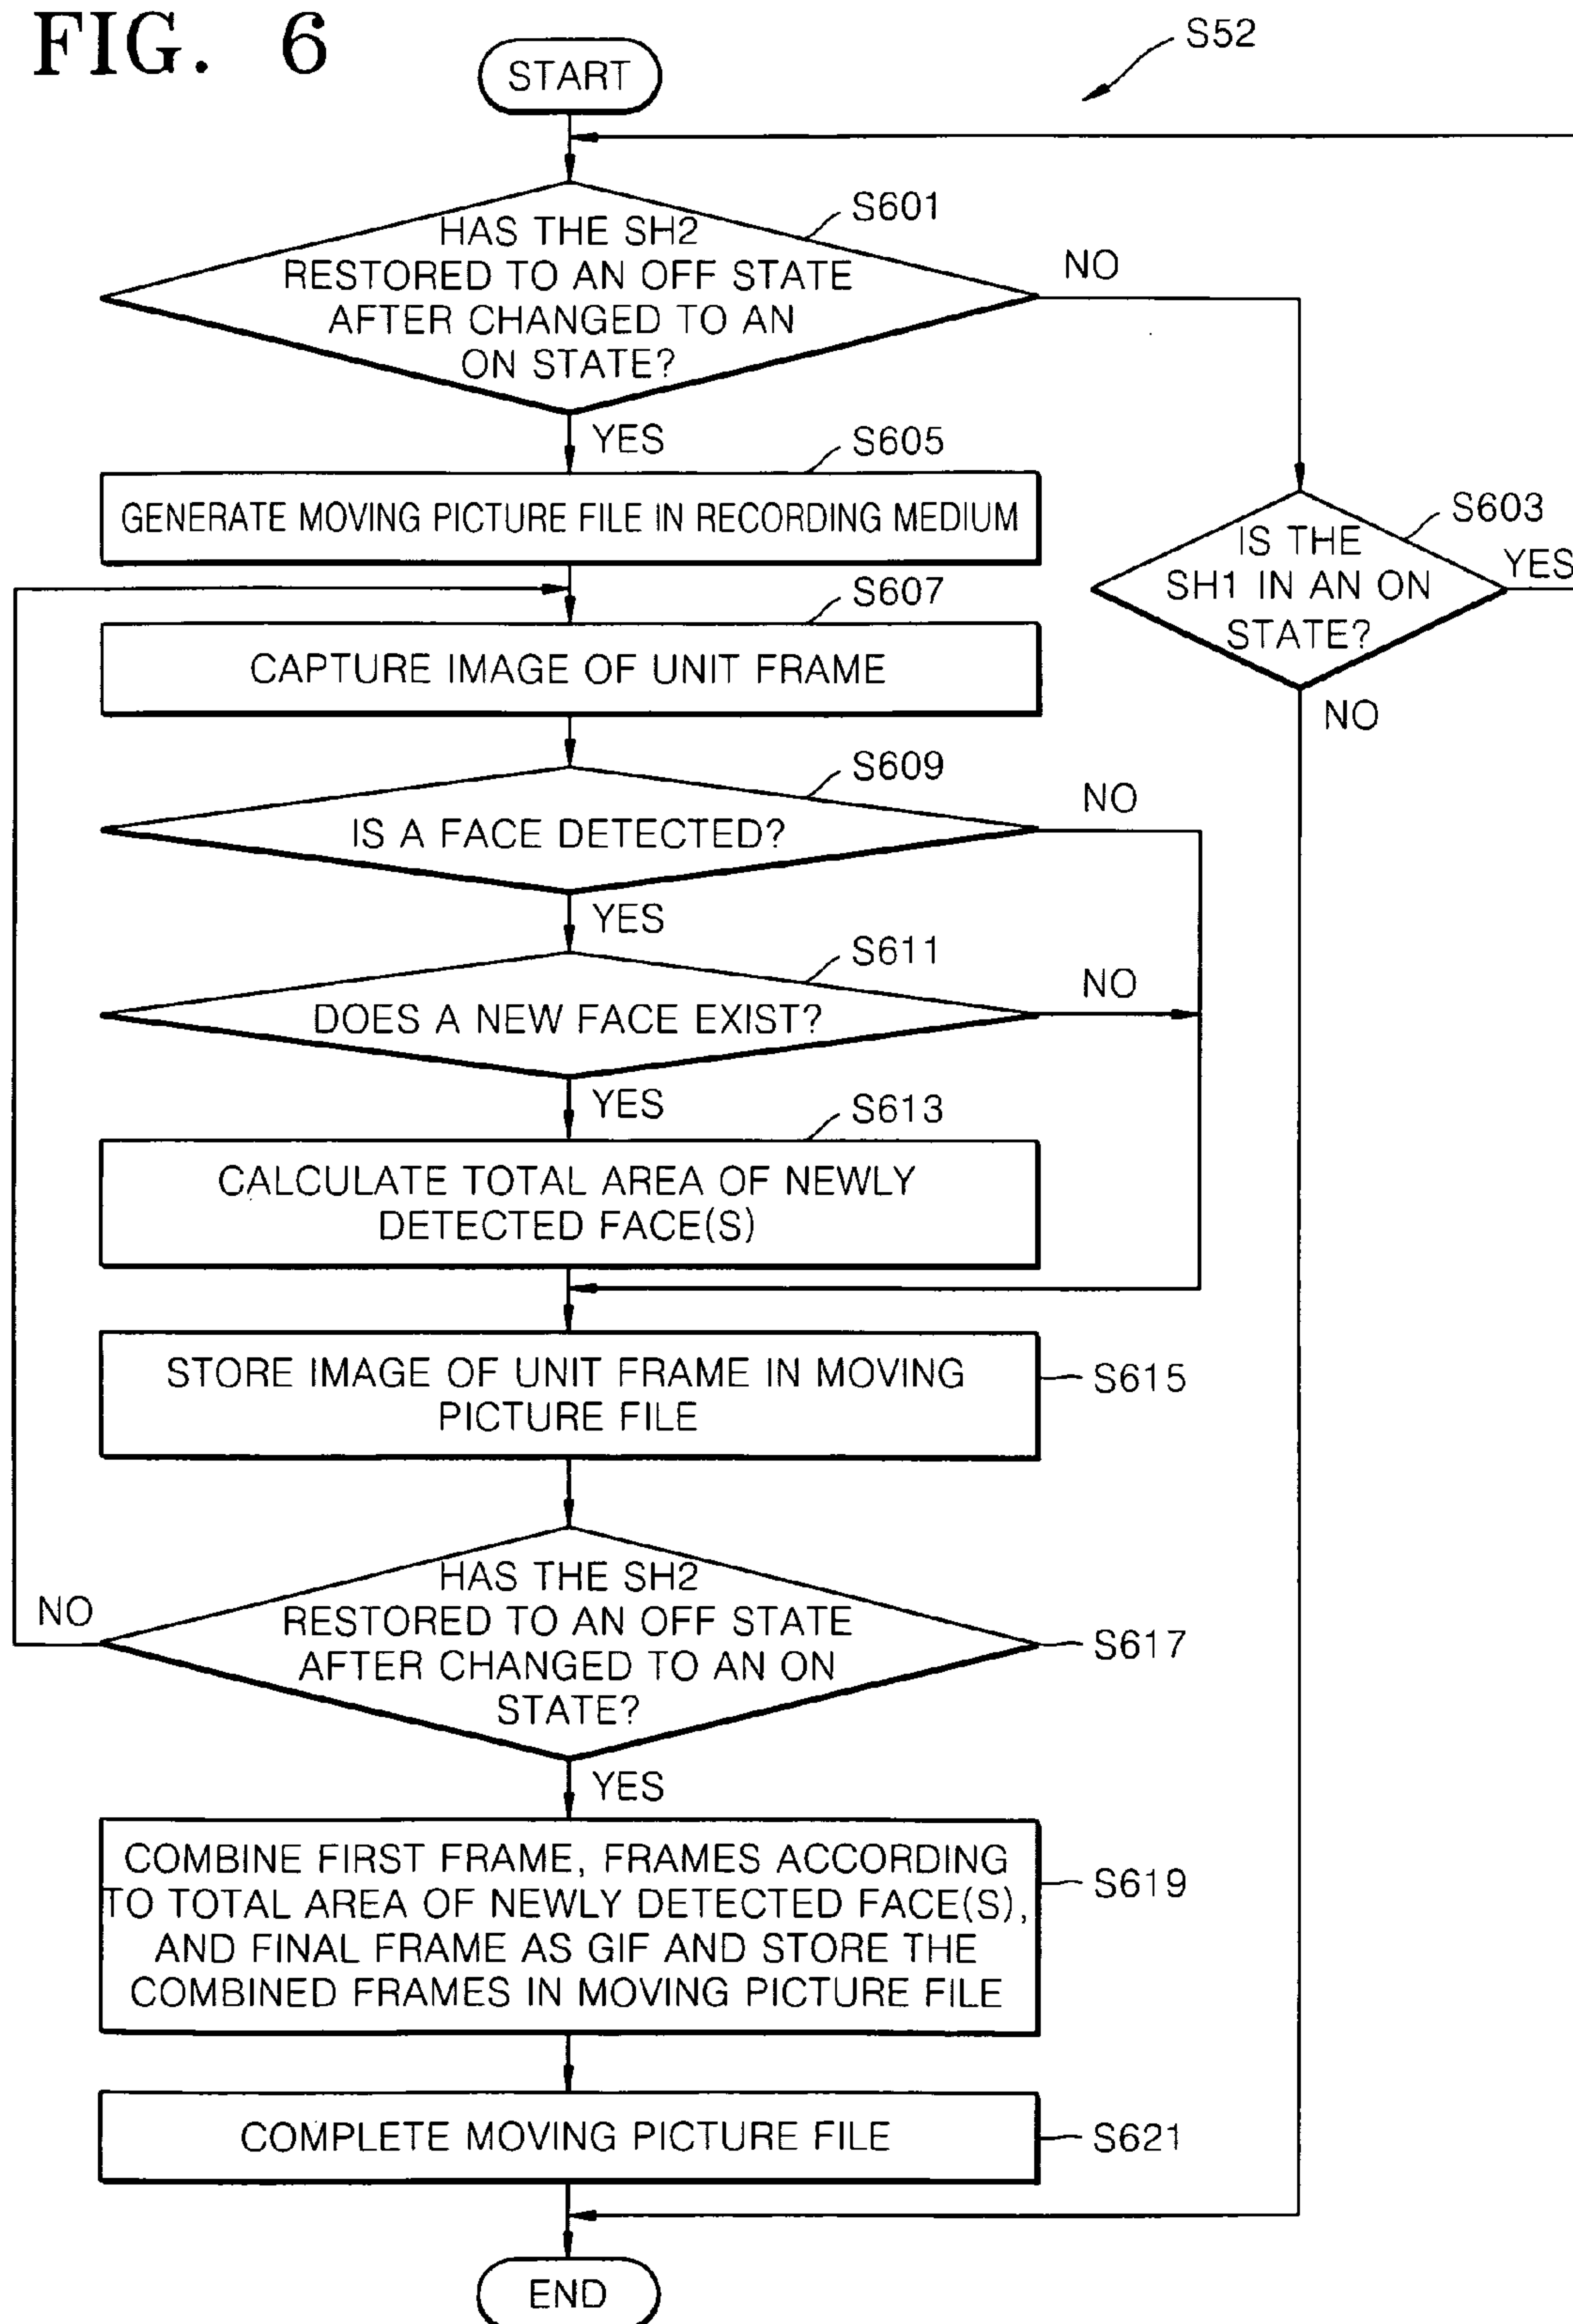 FIG. 6
START
S52
HAS THE SH2
RESTORED TO AN OFF STATE
AFTER CHANGED TO AN
ON STATE?
S601
NO
YES
S605
GENERATE MOVING PICTURE FILE IN RECORDING MEDIUM
S603
IS THE
SH1 IN AN ON
STATE?
YES
NO
S607
CAPTURE IMAGE OF UNIT FRAME
S609
IS A FACE DETECTED?
NO
YES
S611
DOES A NEW FACE EXIST?
NO
YES
S613
CALCULATE TOTAL AREA OF NEWLY
DETECTED FACE(S)
STORE IMAGE OF UNIT FRAME IN MOVING
PICTURE FILE
S615
HAS THE SH2
RESTORED TO AN OFF STATE
AFTER CHANGED TO AN ON
STATE?
NO
S617
YES
COMBINE FIRST FRAME, FRAMES ACCORDING
TO TOTAL AREA OF NEWLY DETECTED FACE(S),
AND FINAL FRAME AS GIF AND STORE THE
COMBINED FRAMES IN MOVING PICTURE FILE
S619
COMPLETE MOVING PICTURE FILE
S621
END